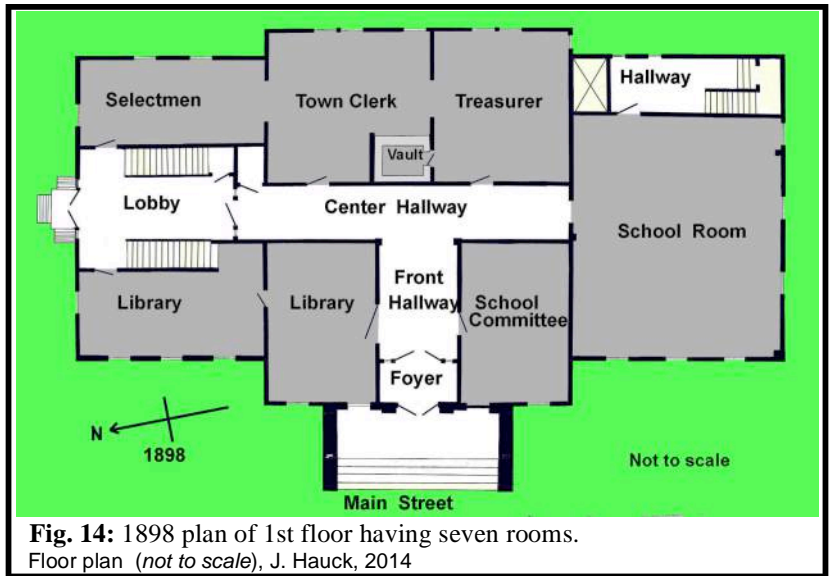 Hallway
Selectmen
Town Clerk
Treasurer
Vault
Lobby
Center Hallway
School Room
Library
Library
Front
Hallway
School
Committee
Foyer
N
1898
Not to scale
Main Street
Fig. 14: 1898 plan of 1st floor having seven rooms.
Floor plan (not to scale), J. Hauck, 2014